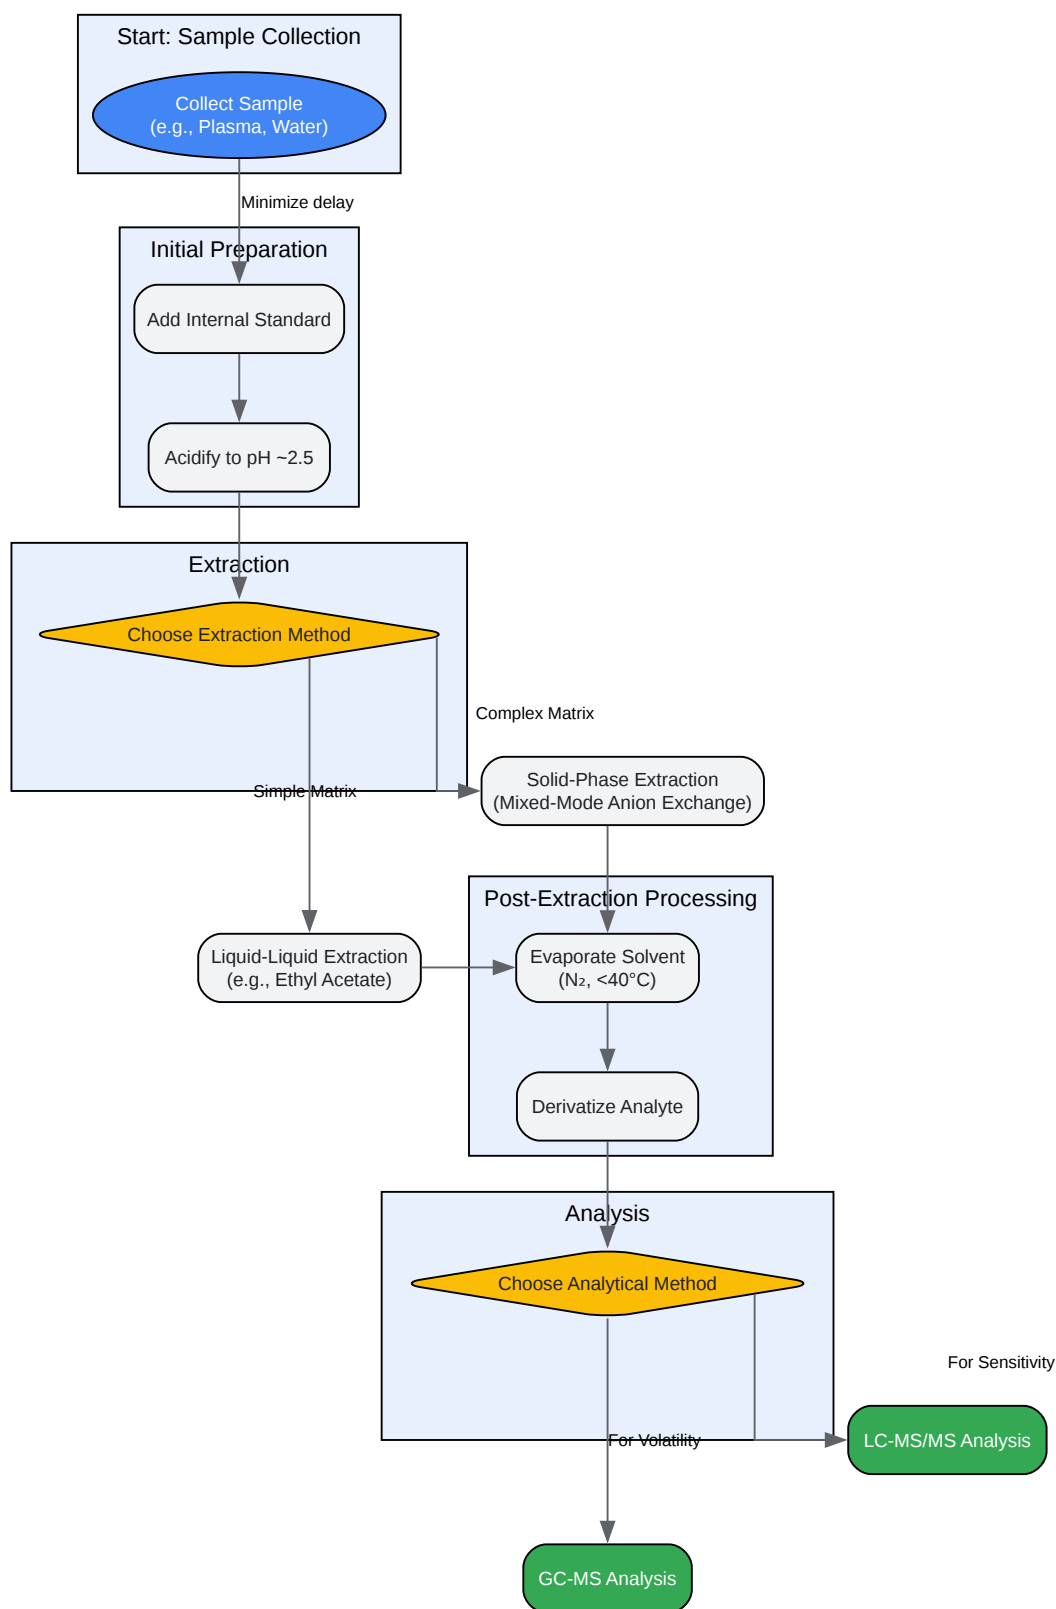 Start: Sample Collection
Collect Sample
(e.g., Plasma, Water)
Minimize delay
Initial Preparation
Add Internal Standard
Acidify to pH ~2.5
Extraction
Choose Extraction Method
Complex Matrix
Simple Matrix
Solid-Phase Extraction
(Mixed-Mode Anion Exchange)
Post-Extraction Processing
Liquid-Liquid Extraction
(e.g., Ethyl Acetate)
Evaporate Solvent
(N₂, <40°C)
Derivatize Analyte
Analysis
Choose Analytical Method
For Sensitivity
For Volatility
LC-MS/MS Analysis
GC-MS Analysis